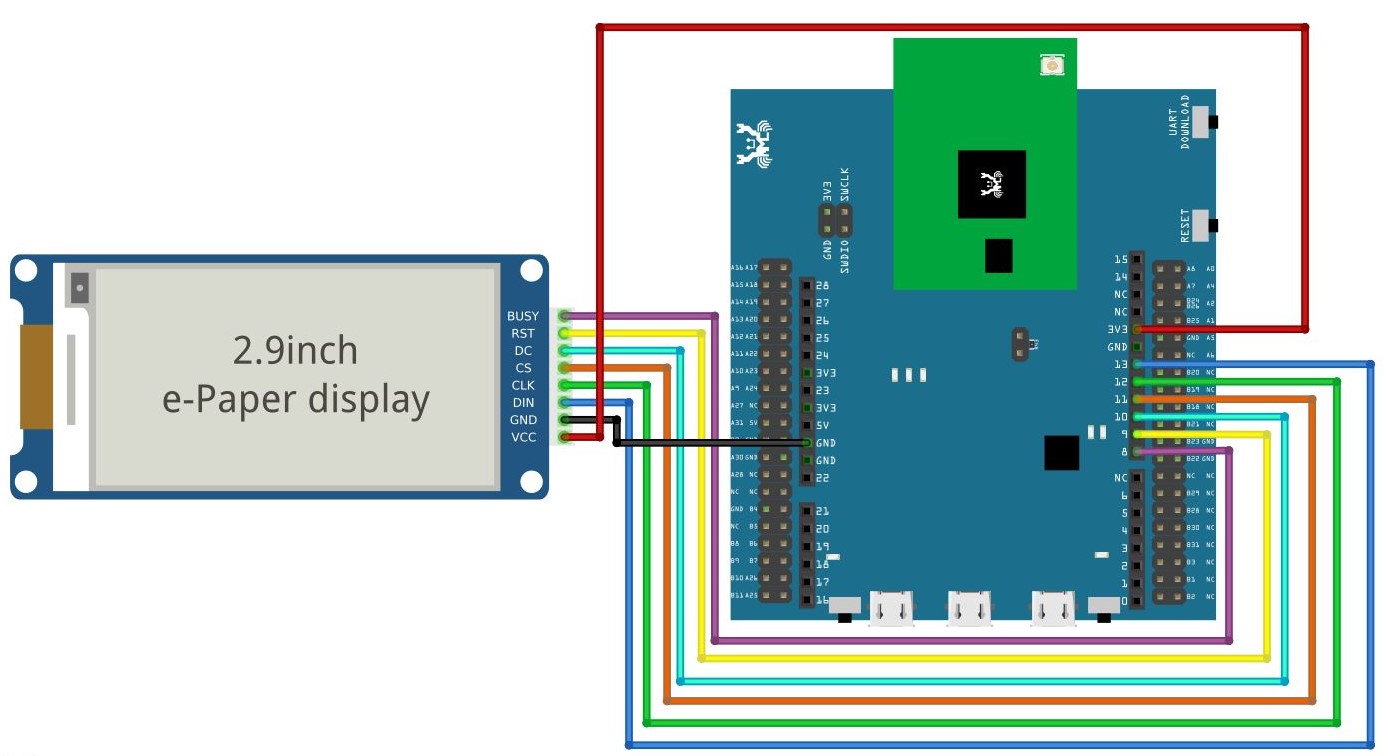 2.9inch
e-Paper display
BUSY
RST
DC
CS
CLK
DIN
GND
VCC
3V3
SWCLK
GND
SWDIO
UART
DOWNLOAD
RESET
A16 A17
A15 A18
A14 A19
A13 A20
A12 A21
A11 A22
A10 A23
A9 A24
A27 NC
A31 5V
A30 GND
A28 NC
NC NC
GND B4
NC B5
B8 B6
B9 B7
B10 A26
B11 A25
28
27
26
25
24
3V3
23
3V3
5V
GND
GND
22
21
20
19
18
17
16
15
14
NC
NC
3V3
GND
13
12
11
10
9
8
NC
6
5
4
3
2
1
0
A8 A0
A7 A4
A2
B25 A1
GND A5
NC A6
B20 NC
B19 NC
B18 NC
B21 NC
B23 GND
B22 GND
NC NC
B29 NC
B28 NC
B30 NC
B31 NC
B3 NC
B1 NC
B2 NC